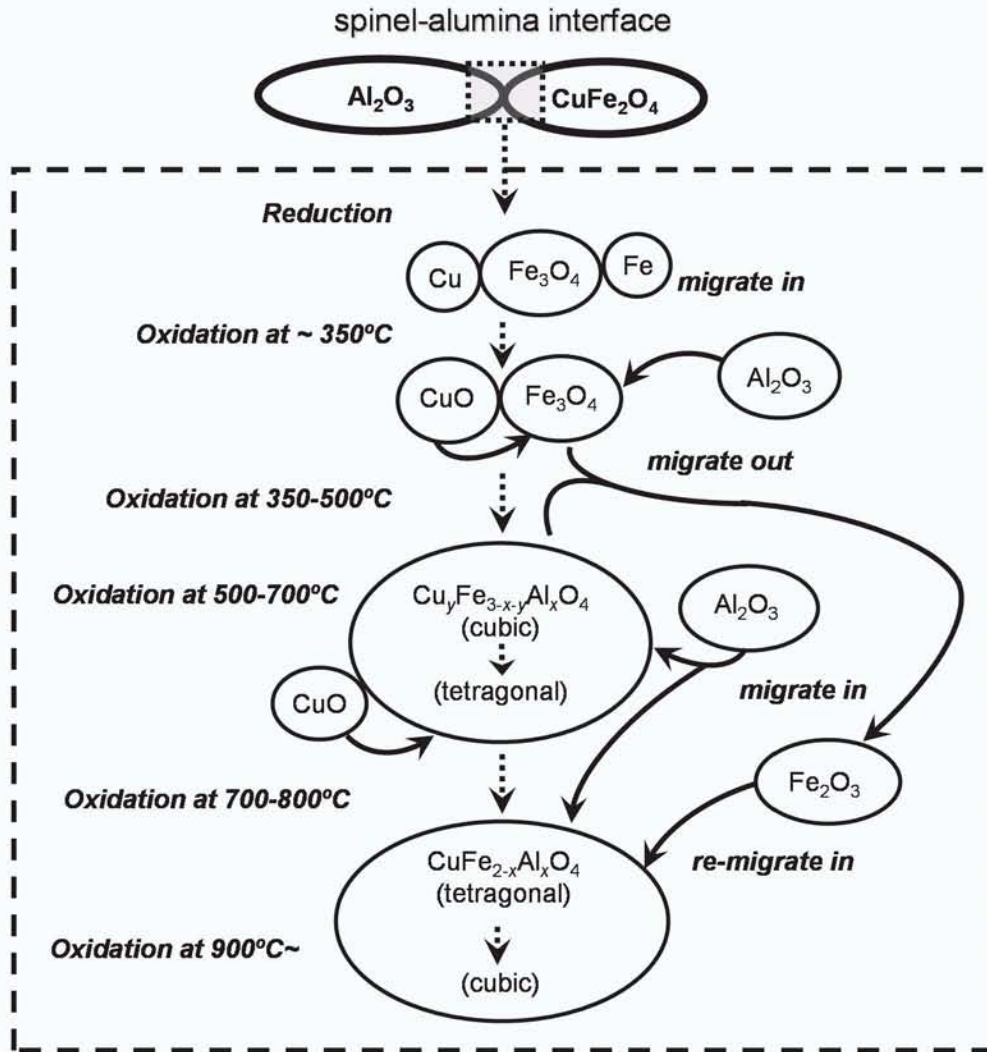 spinel-alumina interface
Al₂O₃
CuFe₂O₄
Reduction
Cu
Fe₃O₄
Fe
migrate in
Oxidation at ~ 350ºC
CuO
Fe₃O₄
Al₂O₃
migrate out
Oxidation at 350-500ºC
Oxidation at 500-700ºC
CuyFe3-x-yAlxO₄
(cubic)
(tetragonal)
Al₂O₃
CuO
migrate in
Oxidation at 700-800ºC
Fe₂O₃
CuFe2-xAlxO₄
(tetragonal)
re-migrate in
Oxidation at 900ºC~
(cubic)